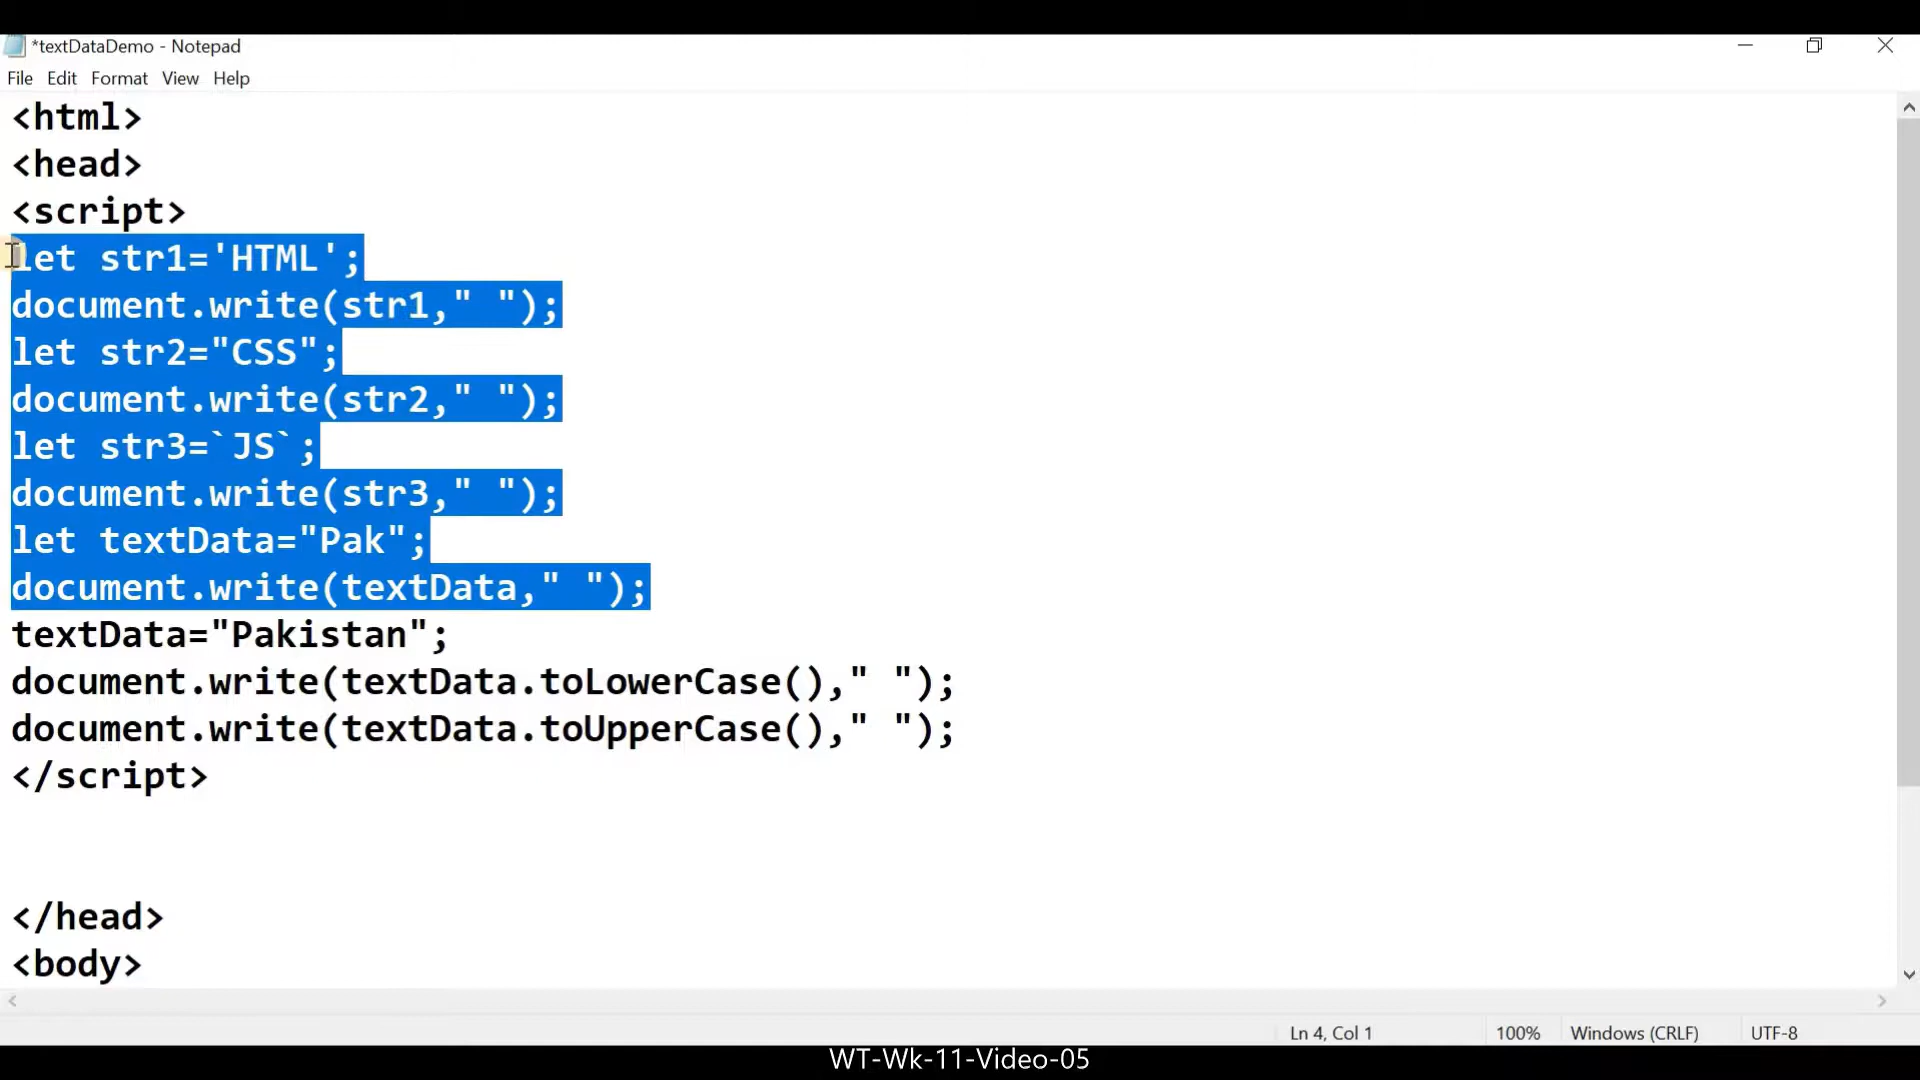 *textDataDemo - Notepad
File Edit Format View Help
<html>
<head>
<script>
let str1='HTML';
document.write(str1," ");
let str2="CSS";
document.write(str2," ");
let str3=`JS`;
document.write(str3," ");
let textData="Pak";
document.write(textData," ");
textData="Pakistan";
document.write(textData.toLowerCase()," ");
document.write(textData.toUpperCase()," ");
</script>
</head>
<body>
Ln 4, Col 1 100% Windows (CRLF) UTF-8
WT-Wk-11-Video-05